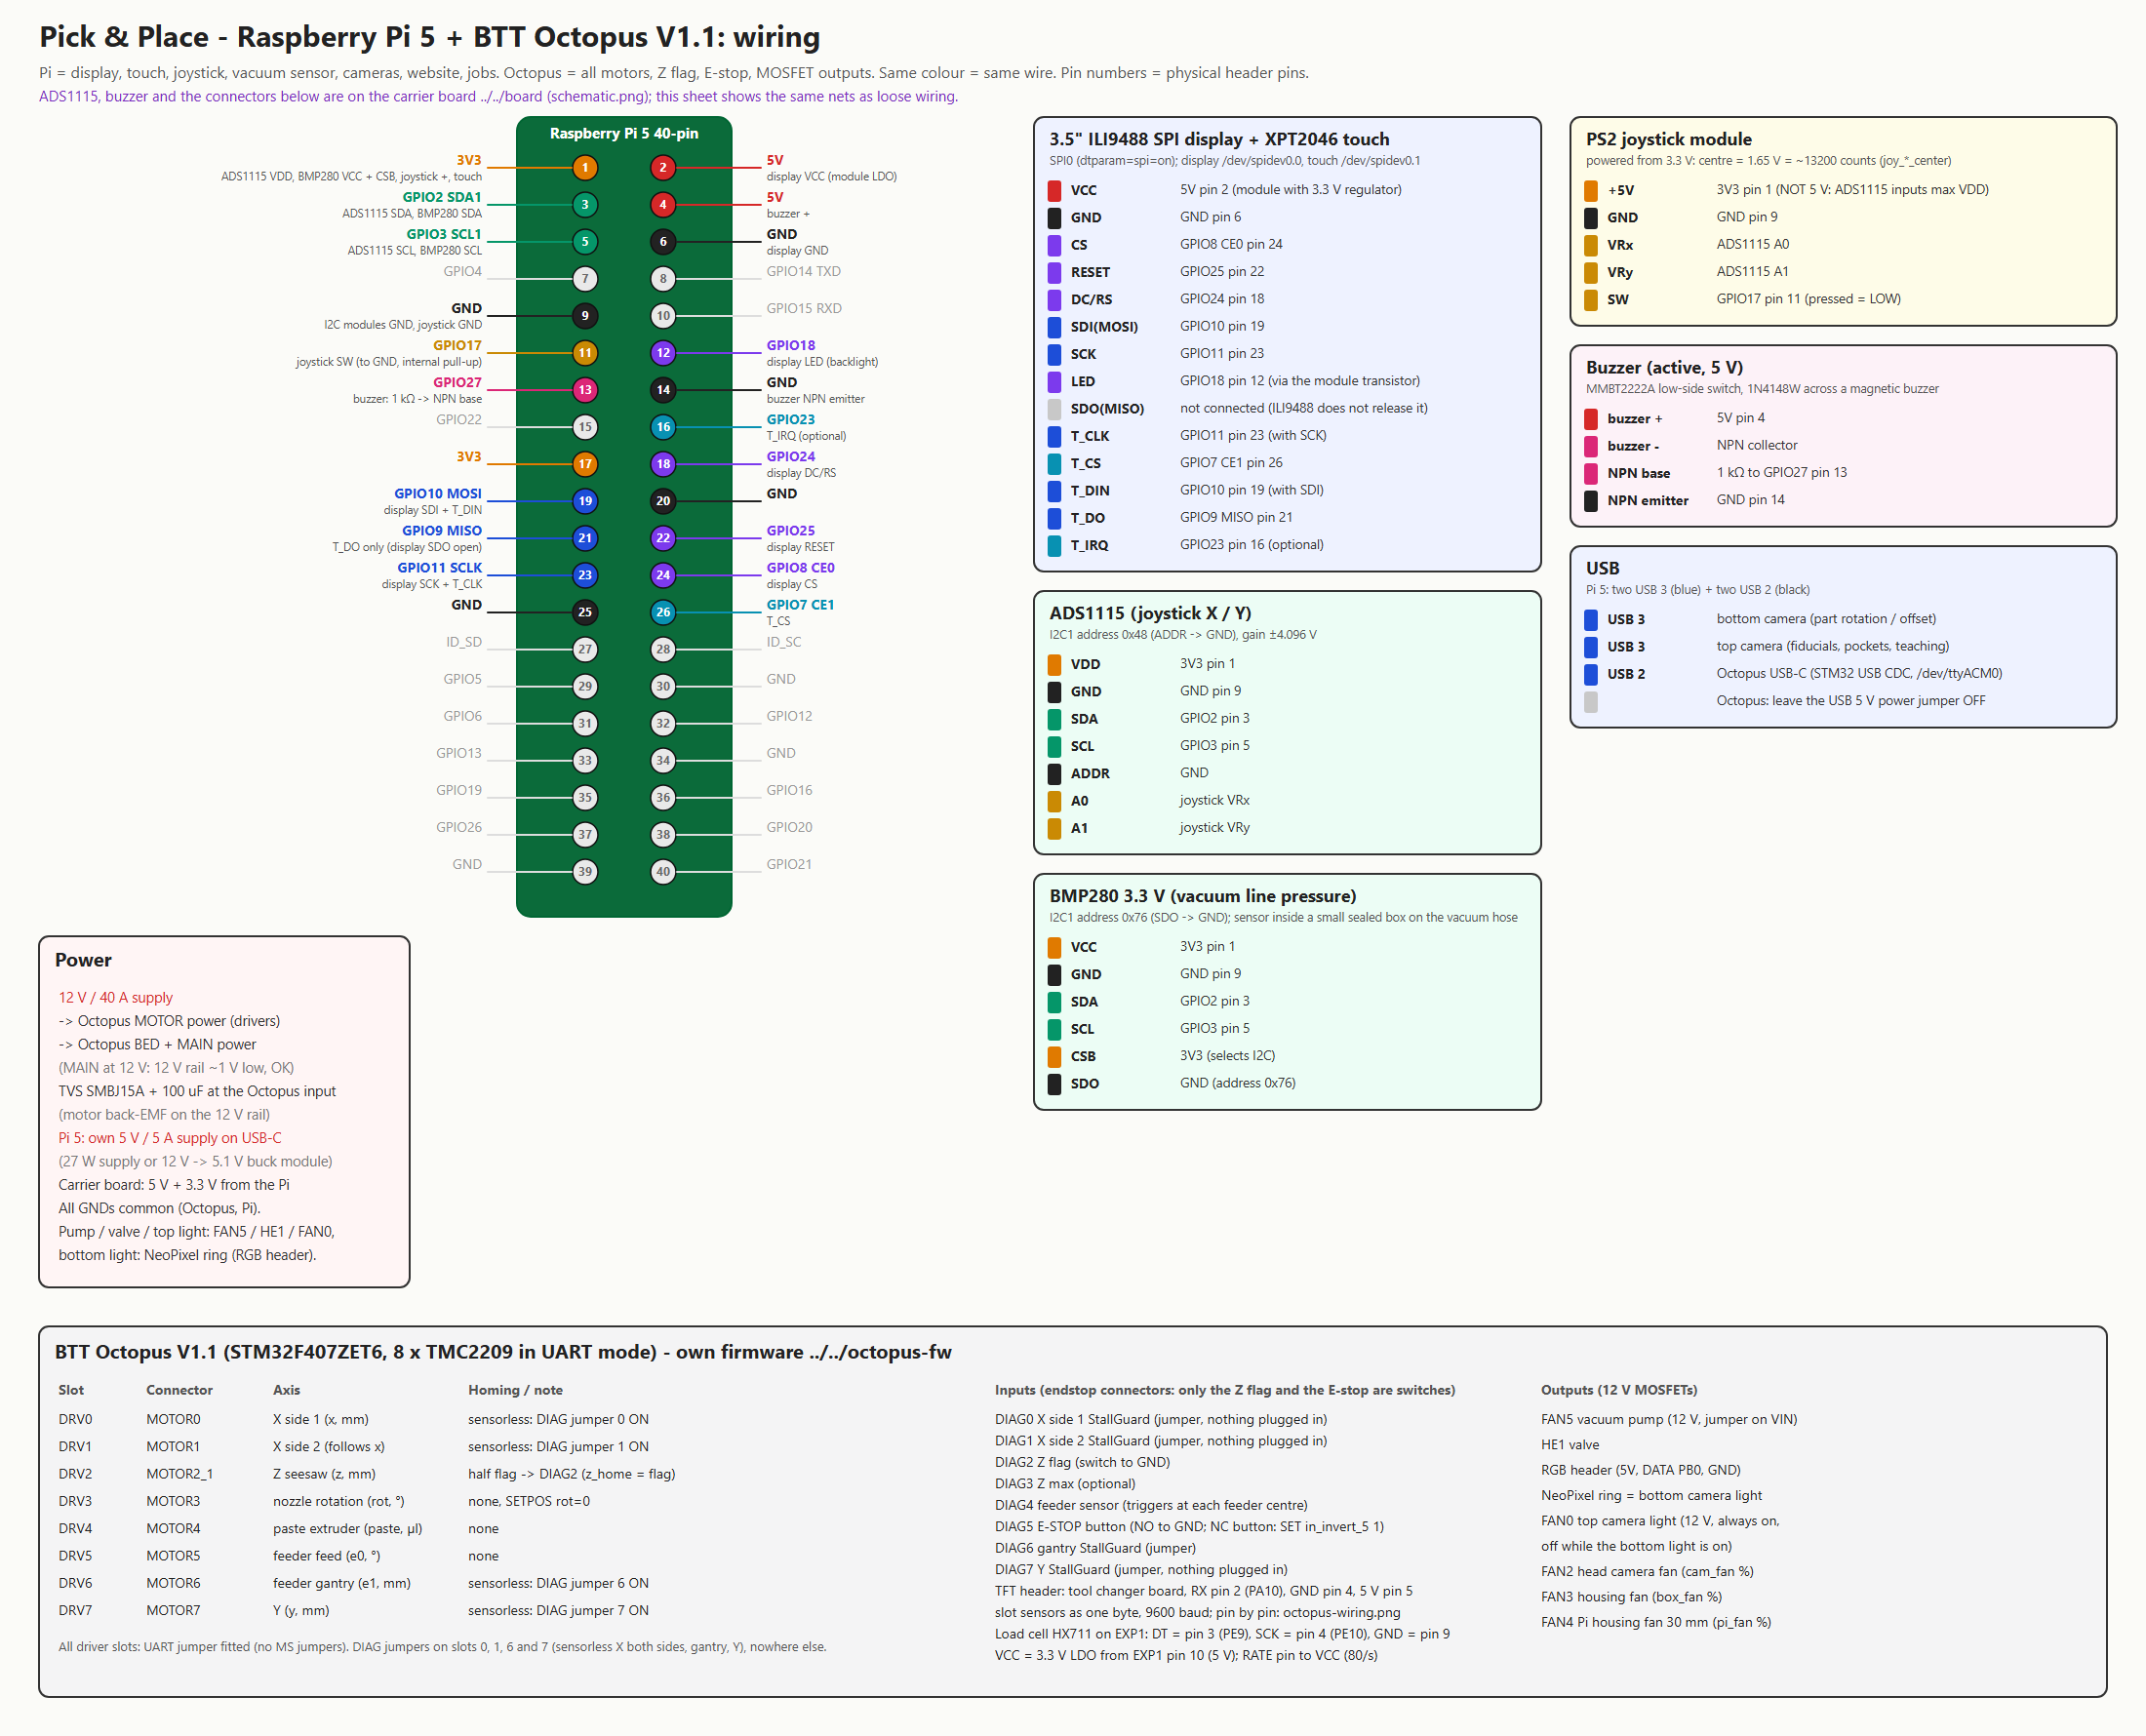 Pick & Place - Raspberry Pi 5 + BTT Octopus V1.1: wiring
Pi = display, touch, joystick, vacuum sensor, cameras, website, jobs. Octopus = all motors, Z flag, E-stop, MOSFET outputs. Same colour = same wire. Pin numbers = physical header pins.
ADS1115, buzzer and the connectors below are on the carrier board ../../board (schematic.png); this sheet shows the same nets as loose wiring.
Raspberry Pi 5 40-pin
3V3 1 2 5V
ADS1115 VDD, BMP280 VCC + CSB, joystick +, touch display VCC (module LDO)
GPIO2 SDA1 3 4 5V
ADS1115 SDA, BMP280 SDA buzzer +
GPIO3 SCL1 5 6 GND
ADS1115 SCL, BMP280 SCL display GND
GPIO4 7 8 GPIO14 TXD
GND 9 10 GPIO15 RXD
I2C modules GND, joystick GND
GPIO17 11 12 GPIO18
joystick SW (to GND, internal pull-up) display LED (backlight)
GPIO27 13 14 GND
buzzer: 1 kΩ -> NPN base buzzer NPN emitter
GPIO22 15 16 GPIO23
T_IRQ (optional)
3V3 17 18 GPIO24
display DC/RS
GPIO10 MOSI 19 20 GND
display SDI + T_DIN
GPIO9 MISO 21 22 GPIO25
T_DO only (display SDO open) display RESET
GPIO11 SCLK 23 24 GPIO8 CE0
display SCK + T_CLK display CS
GND 25 26 GPIO7 CE1
T_CS
ID_SD 27 28 ID_SC
GPIO5 29 30 GND
GPIO6 31 32 GPIO12
GPIO13 33 34 GND
GPIO19 35 36 GPIO16
GPIO26 37 38 GPIO20
GND 39 40 GPIO21
3.5" ILI9488 SPI display + XPT2046 touch
SPI0 (dtparam=spi=on); display /dev/spidev0.0, touch /dev/spidev0.1
VCC 5V pin 2 (module with 3.3 V regulator)
GND GND pin 6
CS GPIO8 CE0 pin 24
RESET GPIO25 pin 22
DC/RS GPIO24 pin 18
SDI(MOSI) GPIO10 pin 19
SCK GPIO11 pin 23
LED GPIO18 pin 12 (via the module transistor)
SDO(MISO) not connected (ILI9488 does not release it)
T_CLK GPIO11 pin 23 (with SCK)
T_CS GPIO7 CE1 pin 26
T_DIN GPIO10 pin 19 (with SDI)
T_DO GPIO9 MISO pin 21
T_IRQ GPIO23 pin 16 (optional)
ADS1115 (joystick X / Y)
I2C1 address 0x48 (ADDR -> GND), gain ±4.096 V
VDD 3V3 pin 1
GND GND pin 9
SDA GPIO2 pin 3
SCL GPIO3 pin 5
ADDR GND
A0 joystick VRx
A1 joystick VRy
BMP280 3.3 V (vacuum line pressure)
I2C1 address 0x76 (SDO -> GND); sensor inside a small sealed box on the vacuum hose
VCC 3V3 pin 1
GND GND pin 9
SDA GPIO2 pin 3
SCL GPIO3 pin 5
CSB 3V3 (selects I2C)
SDO GND (address 0x76)
PS2 joystick module
powered from 3.3 V: centre = 1.65 V = ~13200 counts (joy_*_center)
+5V 3V3 pin 1 (NOT 5 V: ADS1115 inputs max VDD)
GND GND pin 9
VRx ADS1115 A0
VRy ADS1115 A1
SW GPIO17 pin 11 (pressed = LOW)
Buzzer (active, 5 V)
MMBT2222A low-side switch, 1N4148W across a magnetic buzzer
buzzer + 5V pin 4
buzzer - NPN collector
NPN base 1 kΩ to GPIO27 pin 13
NPN emitter GND pin 14
USB
Pi 5: two USB 3 (blue) + two USB 2 (black)
USB 3 bottom camera (part rotation / offset)
USB 3 top camera (fiducials, pockets, teaching)
USB 2 Octopus USB-C (STM32 USB CDC, /dev/ttyACM0)
Octopus: leave the USB 5 V power jumper OFF
Power
12 V / 40 A supply
-> Octopus MOTOR power (drivers)
-> Octopus BED + MAIN power
(MAIN at 12 V: 12 V rail ~1 V low, OK)
TVS SMBJ15A + 100 uF at the Octopus input
(motor back-EMF on the 12 V rail)
Pi 5: own 5 V / 5 A supply on USB-C
(27 W supply or 12 V -> 5.1 V buck module)
Carrier board: 5 V + 3.3 V from the Pi
All GNDs common (Octopus, Pi).
Pump / valve / top light: FAN5 / HE1 / FAN0,
bottom light: NeoPixel ring (RGB header).
BTT Octopus V1.1 (STM32F407ZET6, 8 x TMC2209 in UART mode) - own firmware ../../octopus-fw
Slot Connector Axis Homing / note
DRV0 MOTOR0 X side 1 (x, mm) sensorless: DIAG jumper 0 ON
DRV1 MOTOR1 X side 2 (follows x) sensorless: DIAG jumper 1 ON
DRV2 MOTOR2_1 Z seesaw (z, mm) half flag -> DIAG2 (z_home = flag)
DRV3 MOTOR3 nozzle rotation (rot, °) none, SETPOS rot=0
DRV4 MOTOR4 paste extruder (paste, µl) none
DRV5 MOTOR5 feeder feed (e0, °) none
DRV6 MOTOR6 feeder gantry (e1, mm) sensorless: DIAG jumper 6 ON
DRV7 MOTOR7 Y (y, mm) sensorless: DIAG jumper 7 ON
All driver slots: UART jumper fitted (no MS jumpers). DIAG jumpers on slots 0, 1, 6 and 7 (sensorless X both sides, gantry, Y), nowhere else.
Inputs (endstop connectors: only the Z flag and the E-stop are switches)
DIAG0 X side 1 StallGuard (jumper, nothing plugged in)
DIAG1 X side 2 StallGuard (jumper, nothing plugged in)
DIAG2 Z flag (switch to GND)
DIAG3 Z max (optional)
DIAG4 feeder sensor (triggers at each feeder centre)
DIAG5 E-STOP button (NO to GND; NC button: SET in_invert_5 1)
DIAG6 gantry StallGuard (jumper)
DIAG7 Y StallGuard (jumper, nothing plugged in)
TFT header: tool changer board, RX pin 2 (PA10), GND pin 4, 5 V pin 5
slot sensors as one byte, 9600 baud; pin by pin: octopus-wiring.png
Load cell HX711 on EXP1: DT = pin 3 (PE9), SCK = pin 4 (PE10), GND = pin 9
VCC = 3.3 V LDO from EXP1 pin 10 (5 V); RATE pin to VCC (80/s)
Outputs (12 V MOSFETs)
FAN5 vacuum pump (12 V, jumper on VIN)
HE1 valve
RGB header (5V, DATA PB0, GND)
NeoPixel ring = bottom camera light
FAN0 top camera light (12 V, always on,
off while the bottom light is on)
FAN2 head camera fan (cam_fan %)
FAN3 housing fan (box_fan %)
FAN4 Pi housing fan 30 mm (pi_fan %)